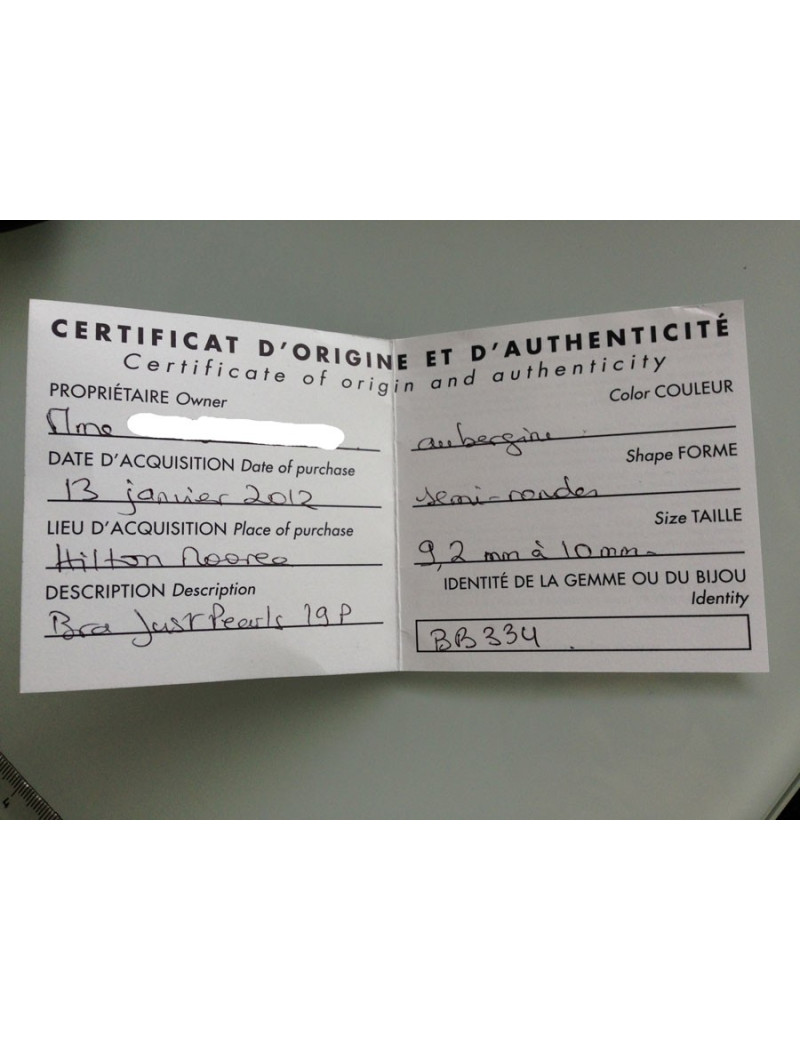 CERTIFICAT D'ORIGINE ET D'AUTHENTICITÉ
Certificate of origin and authenticity
PROPRIÉTAIRE Owner
Mme
DATE D'ACQUISITION Date of purchase
13 janvier 2012
LIEU D'ACQUISITION Place of purchase
Hilton Moorea
DESCRIPTION Description
Bra Just Pearls 19P
Color COULEUR
aubergine
Shape FORME
semi-rondes
Size TAILLE
9,2 mm à 10 mm
IDENTITÉ DE LA GEMME OU DU BIJOU
Identity
BB334